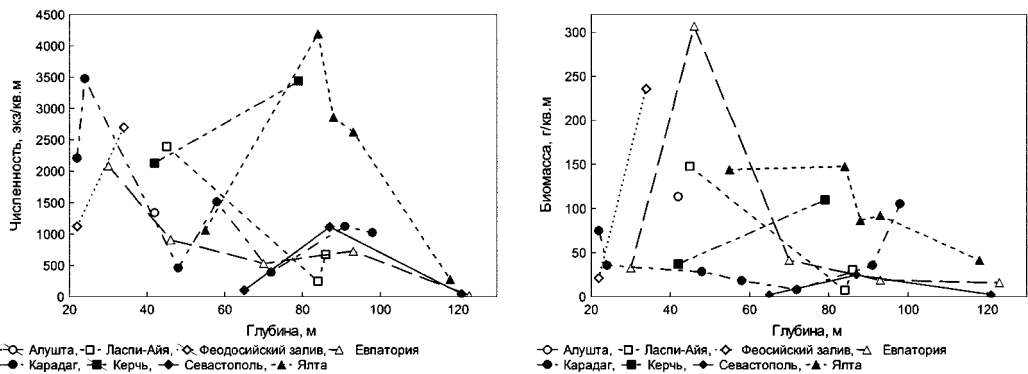 4500
4000
3500
3000
2500
2000
1500
1000
500
0
Численность, экз/кв.м
20 40 60 80 100 120
Глубина, м
Алушта, Ласпи-Айя, Феодосийский залив, Евпатория
Карадаг, Керчь, Севастополь, Ялта
300
250
200
150
100
50
0
Биомасса, г/кв.м
20 40 60 80 100 120
Глубина, м
Алушта, Ласпи-Айя, Феосийский залив, Евпатория
Карадаг, Керчь, Севастополь, Ялта